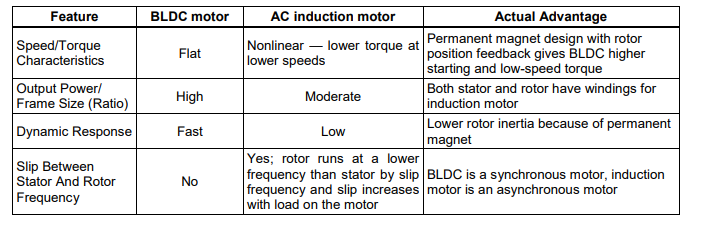 Feature BLDC motor AC induction motor Actual Advantage
Speed/Torque
Characteristics
Flat
Nonlinear — lower torque at
lower speeds
Permanent magnet design with rotor
position feedback gives BLDC higher
starting and low-speed torque
Output Power/
Frame Size (Ratio)
High
Moderate
Both stator and rotor have windings for
induction motor
Dynamic Response
Fast
Low
Lower rotor inertia because of permanent
magnet
Slip Between
Stator And Rotor
Frequency
No
Yes; rotor runs at a lower
frequency than stator by slip
frequency and slip increases
with load on the motor
BLDC is a synchronous motor, induction
motor is an asynchronous motor